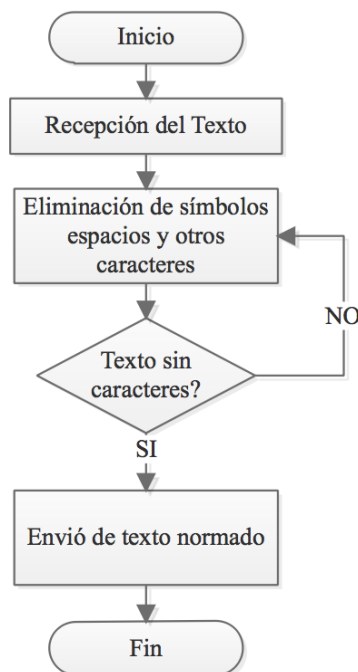 Inicio
Recepción del Texto
Eliminación de símbolos
espacios y otros
caracteres
NO
Texto sin
caracteres?
SI
Envió de texto normado
Fin